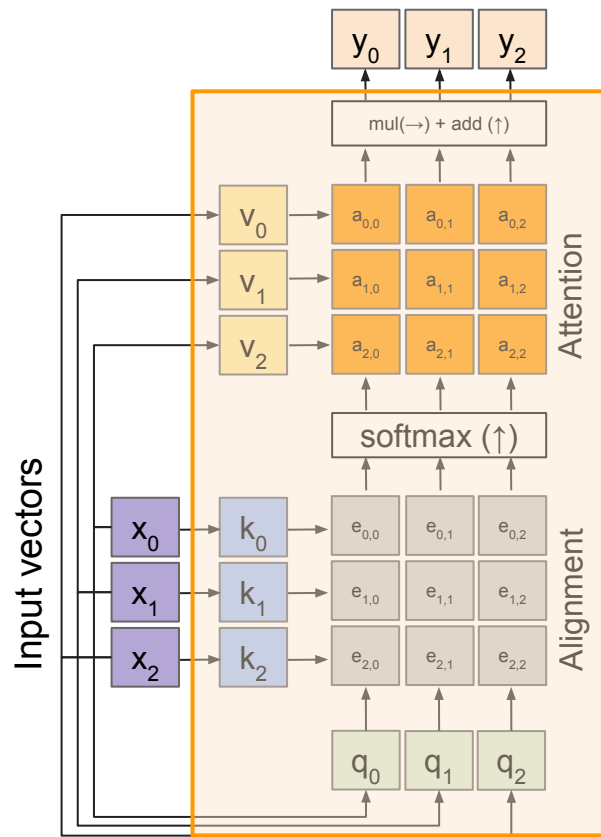 y0 y1 y2
mul(→) + add (↑)
v0 a0,0 a0,1 a0,2
v1 a1,0 a1,1 a1,2
v2 a2,0 a2,1 a2,2
Attention
softmax (↑)
Input vectors
x0 k0 e0,0 e0,1 e0,2
x1 k1 e1,0 e1,1 e1,2
x2 k2 e2,0 e2,1 e2,2
Alignment
q0 q1 q2